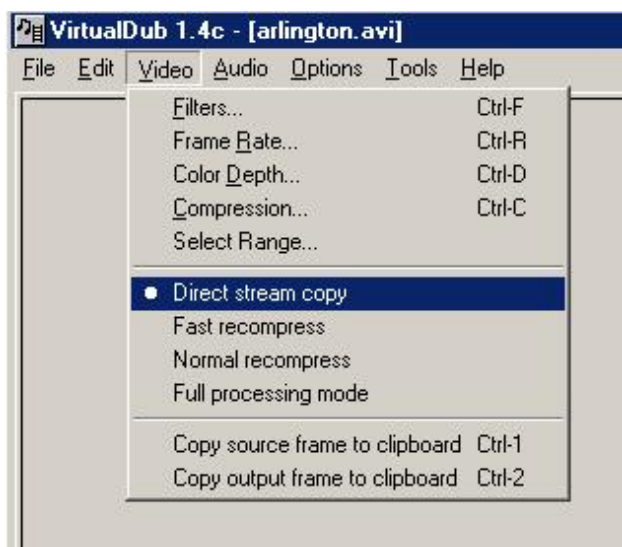 VirtualDub 1.4c - [arlington.avi]
File Edit Video Audio Options Tools Help
Filters... Ctrl-F
Frame Rate... Ctrl-R
Color Depth... Ctrl-D
Compression... Ctrl-C
Select Range...
Direct stream copy
Fast recompress
Normal recompress
Full processing mode
Copy source frame to clipboard Ctrl-1
Copy output frame to clipboard Ctrl-2